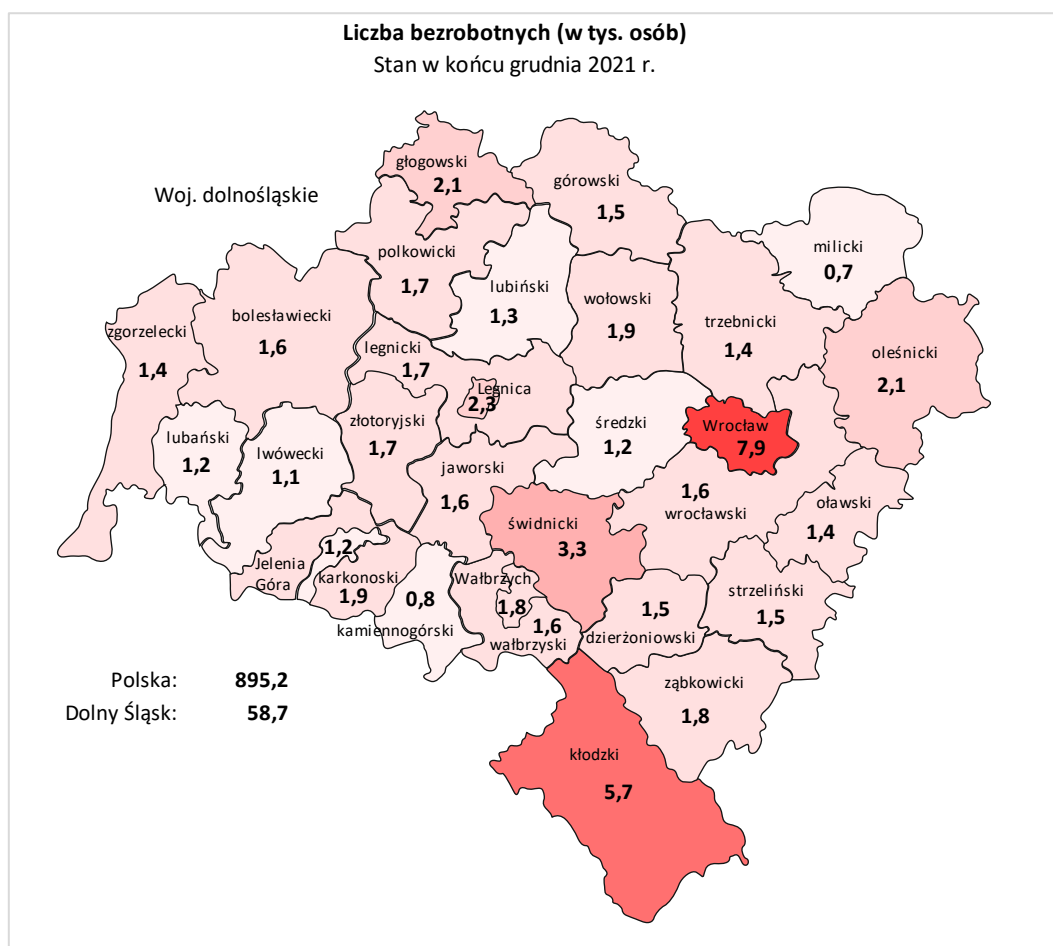 Liczba bezrobotnych (w tys. osób)
Stan w końcu grudnia 2021 r.
Woj. dolnośląskie
głogowski
2,1
górowski
1,5
milicki
0,7
polkowicki
1,7
lubiński
1,3
wołowski
1,9
trzebnicki
1,4
oleśnicki
2,1
zgorzelecki
1,4
bolesławiecki
1,6
legnicki
1,7
Legnica
2,3
złotoryjski
1,7
średzki
1,2
Wrocław
7,9
lubański
1,2
lwówecki
1,1
jaworski
1,6
1,6
wrocławski
oławski
1,4
świdnicki
3,3
Jelenia
Góra
1,2
karkonoski
1,9
0,8
kamiennogórski
Wałbrzych
1,8
1,6
wałbrzyski
1,5
dzierżoniowski
strzeliński
1,5
ząbkowicki
1,8
kłodzki
5,7
Polska: 895,2
Dolny Śląsk: 58,7